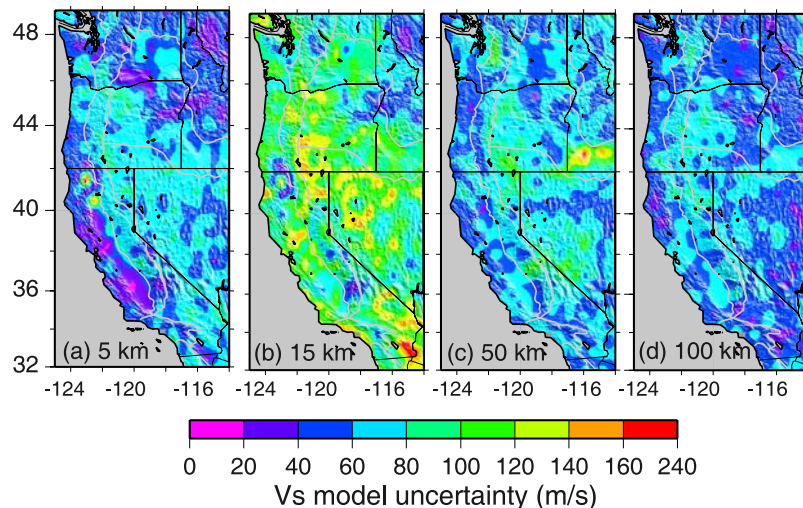 48
44
40
36
32
(a) 5 km
(b) 15 km
(c) 50 km
(d) 100 km
-124 -120 -116 -124 -120 -116 -124 -120 -116 -124 -120 -116
0 20 40 60 80 100 120 140 160 240
Vs model uncertainty (m/s)